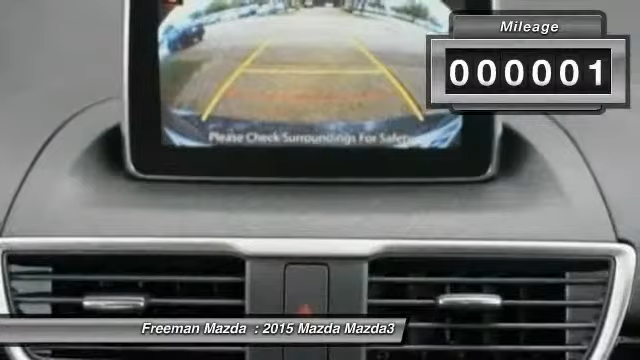 Mileage
000001
Please Check Surroundings For Safety
Freeman Mazda : 2015 Mazda Mazda3